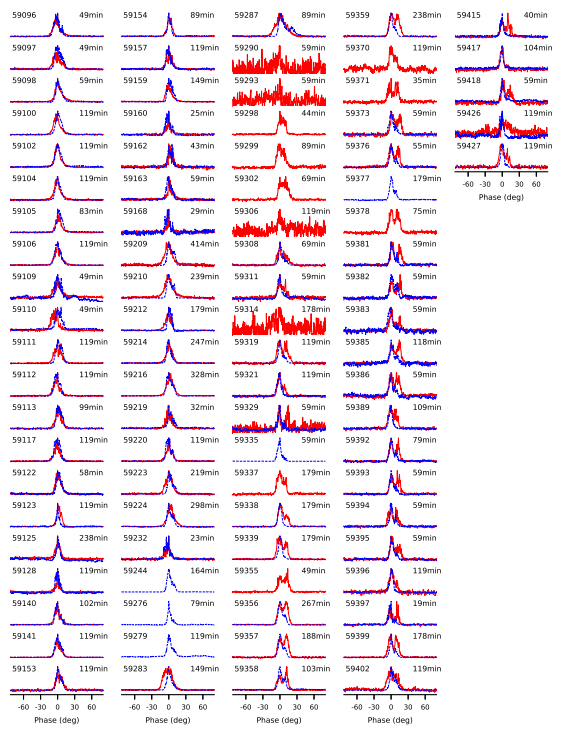 59096 49min
59097 49min
59098 59min
59100 119min
59102 119min
59104 119min
59105 83min
59106 119min
59109 49min
59110 49min
59111 119min
59112 119min
59113 99min
59117 119min
59122 58min
59123 119min
59125 238min
59128 119min
59140 102min
59141 119min
59153 119min
-60 -30 0 30 60
Phase (deg)
59154 89min
59157 119min
59159 149min
59160 25min
59162 43min
59163 59min
59168 29min
59209 414min
59210 239min
59212 179min
59214 247min
59216 328min
59219 32min
59220 119min
59223 219min
59224 298min
59232 23min
59244 164min
59276 79min
59279 119min
59283 149min
-60 -30 0 30 60
Phase (deg)
59287 89min
59290 59min
59293 59min
59298 44min
59299 89min
59302 69min
59306 119min
59308 69min
59311 59min
59314 178min
59319 119min
59321 119min
59329 59min
59335 59min
59337 179min
59338 179min
59339 179min
59355 49min
59356 267min
59357 188min
59358 103min
-60 -30 0 30 60
Phase (deg)
59359 238min
59370 119min
59371 35min
59373 59min
59376 55min
59377 179min
59378 75min
59381 59min
59382 59min
59383 59min
59385 118min
59386 59min
59389 109min
59392 79min
59393 59min
59394 59min
59395 59min
59396 119min
59397 19min
59399 178min
59402 119min
-60 -30 0 30 60
Phase (deg)
59415 40min
59417 104min
59418 59min
59426 119min
59427 119min
-60 -30 0 30 60
Phase (deg)